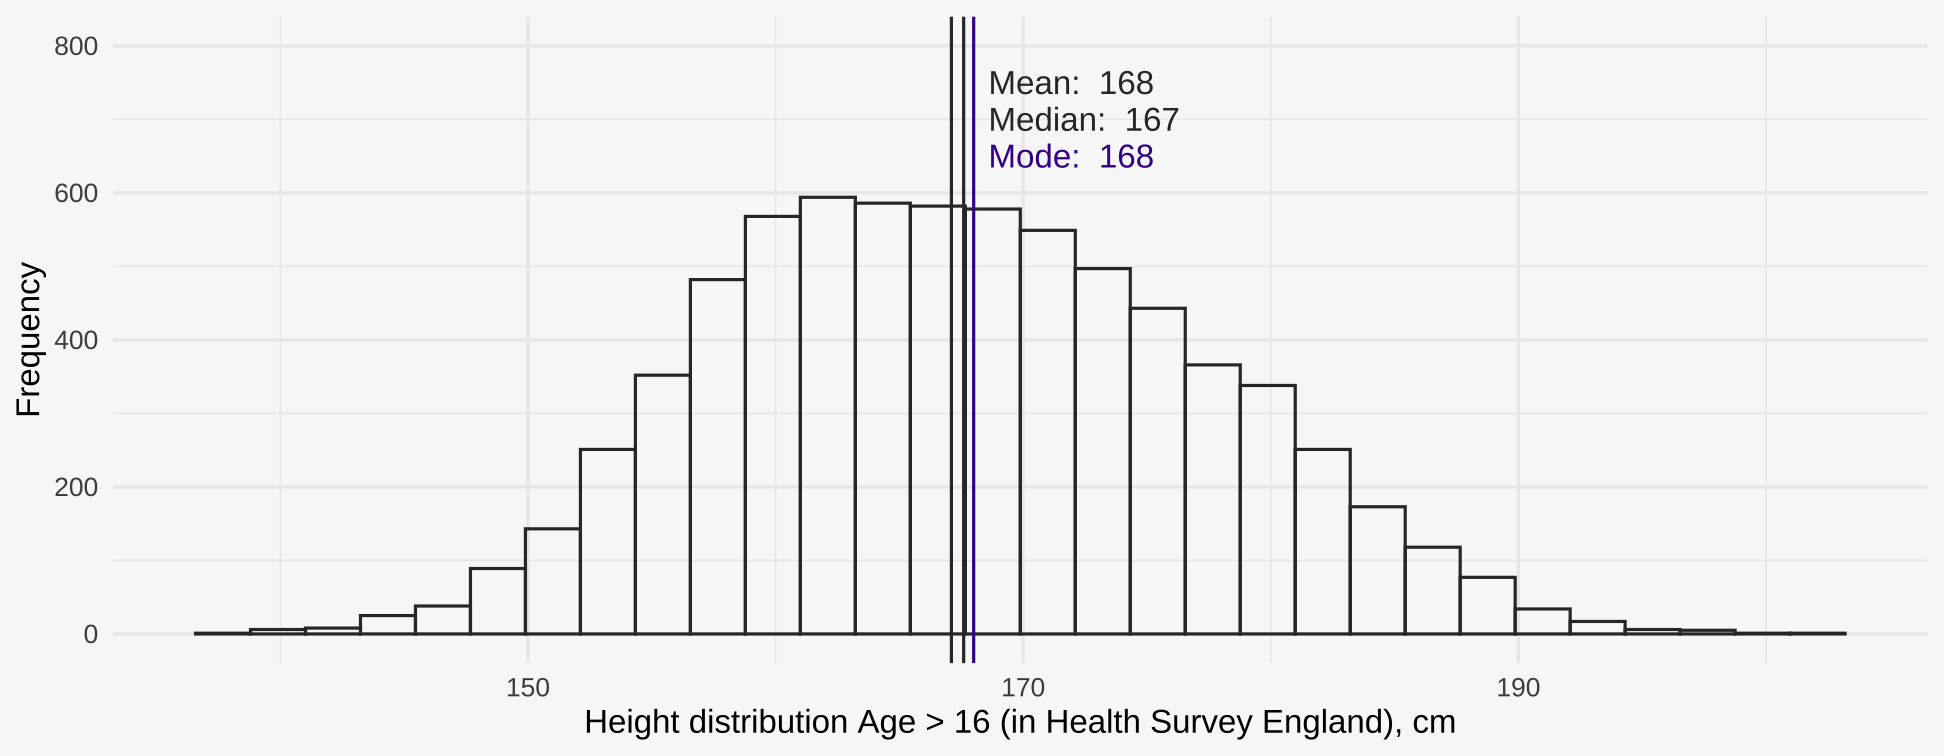 800
600
400
200
0
Frequency
Mean:  168
Median:  167
Mode:  168
150
170
190
Height distribution Age > 16 (in Health Survey England), cm